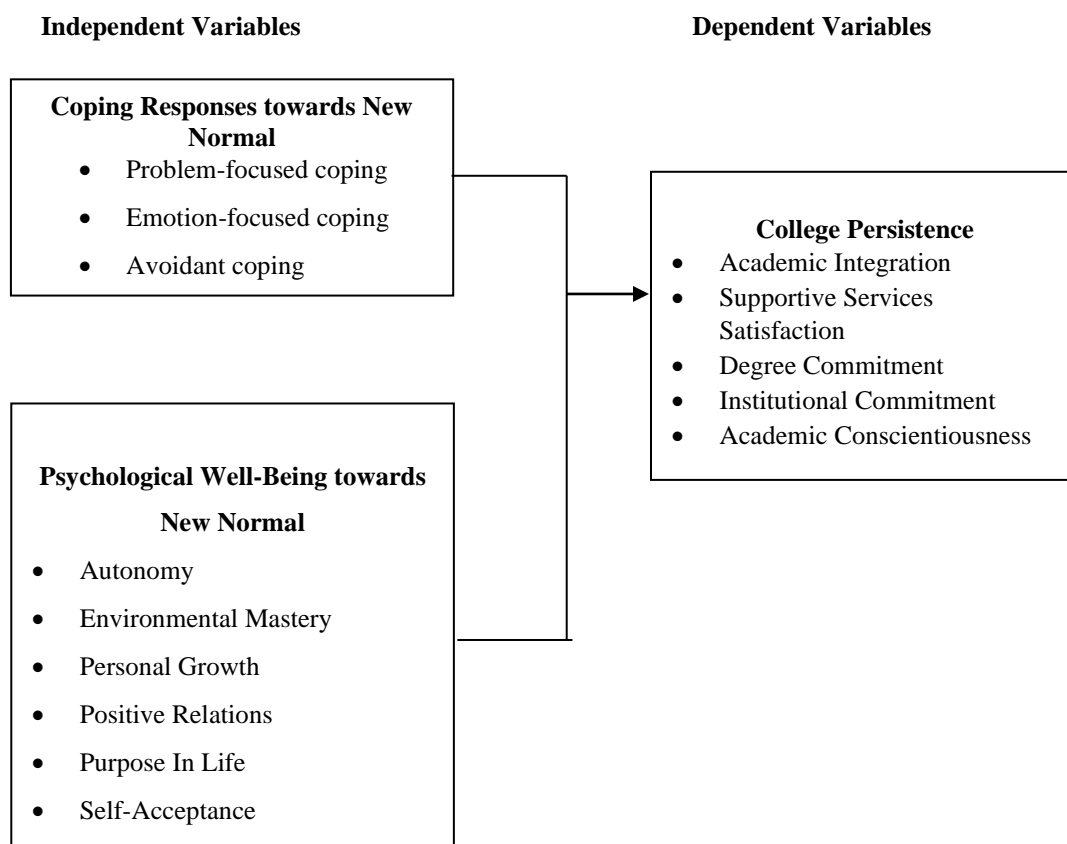 Independent Variables
Dependent Variables
Coping Responses towards New
Normal
• Problem-focused coping
• Emotion-focused coping
• Avoidant coping
College Persistence
• Academic Integration
• Supportive Services
Satisfaction
• Degree Commitment
• Institutional Commitment
• Academic Conscientiousness
Psychological Well-Being towards
New Normal
• Autonomy
• Environmental Mastery
• Personal Growth
• Positive Relations
• Purpose In Life
• Self-Acceptance